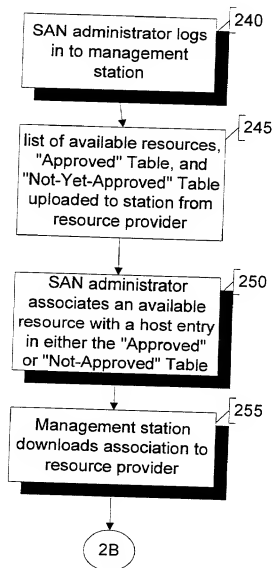 240
SAN administrator logs
in to management
station
245
list of available resources,
"Approved" Table, and
"Not-Yet-Approved" Table
uploaded to station from
resource provider
250
SAN administrator
associates an available
resource with a host entry
in either the "Approved"
or "Not-Approved" Table
255
Management station
downloads association to
resource provider
2B